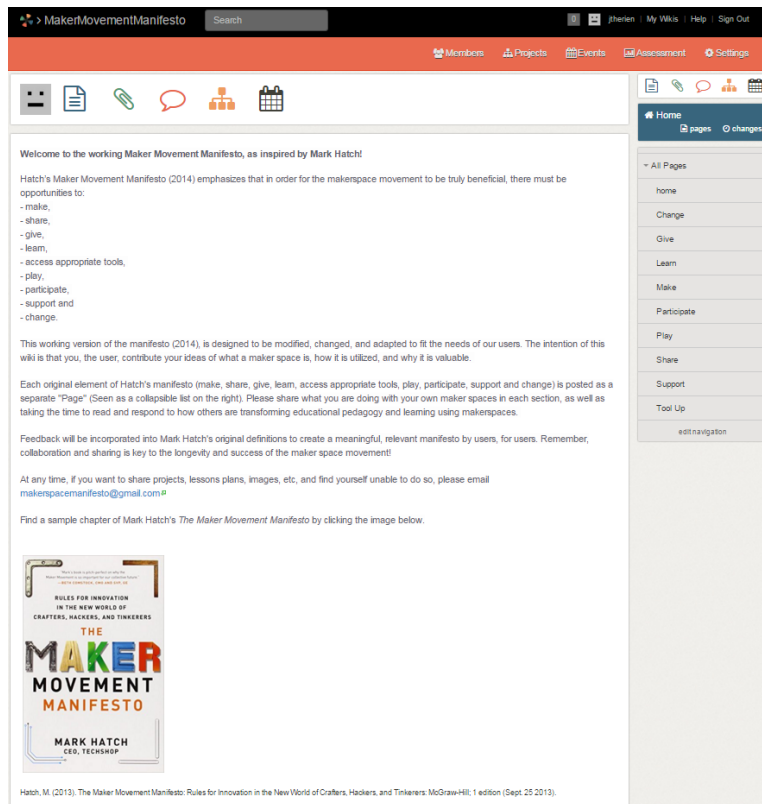 > MakerMovementManifesto
Search
0 jtherien | My Wikis | Help | Sign Out
Members Projects Events Assessment Settings
Welcome to the working Maker Movement Manifesto, as inspired by Mark Hatch!
Hatch's Maker Movement Manifesto (2014) emphasizes that in order for the makerspace movement to be truly beneficial, there must be
opportunities to:
- make,
- share,
- give,
- learn,
- access appropriate tools,
- play,
- participate,
- support and
- change.
This working version of the manifesto (2014), is designed to be modified, changed, and adapted to fit the needs of our users. The intention of this
wiki is that you, the user, contribute your ideas of what a maker space is, how it is utilized, and why it is valuable.
Each original element of Hatch's manifesto (make, share, give, learn, access appropriate tools, play, participate, support and change) is posted as a
separate "Page" (Seen as a collapsible list on the right). Please share what you are doing with your own maker spaces in each section, as well as
taking the time to read and respond to how others are transforming educational pedagogy and learning using makerspaces.
Feedback will be incorporated into Mark Hatch's original definitions to create a meaningful, relevant manifesto by users, for users. Remember,
collaboration and sharing is key to the longevity and success of the maker space movement!
At any time, if you want to share projects, lessons plans, images, etc, and find yourself unable to do so, please email
makerspacemanifesto@gmail.com
Find a sample chapter of Mark Hatch's The Maker Movement Manifesto by clicking the image below.
RULES FOR INNOVATION
IN THE NEW WORLD OF
CRAFTERS, HACKERS, AND TINKERERS
THE
MAKER
MOVEMENT
MANIFESTO
MARK HATCH
CEO, TECHSHOP
Hatch, M. (2013). The Maker Movement Manifesto: Rules for Innovation in the New World of Crafters, Hackers, and Tinkerers: McGraw-Hill; 1 edition (Sept. 25 2013).
Home
pages changes
All Pages
home
Change
Give
Learn
Make
Participate
Play
Share
Support
Tool Up
edit navigation